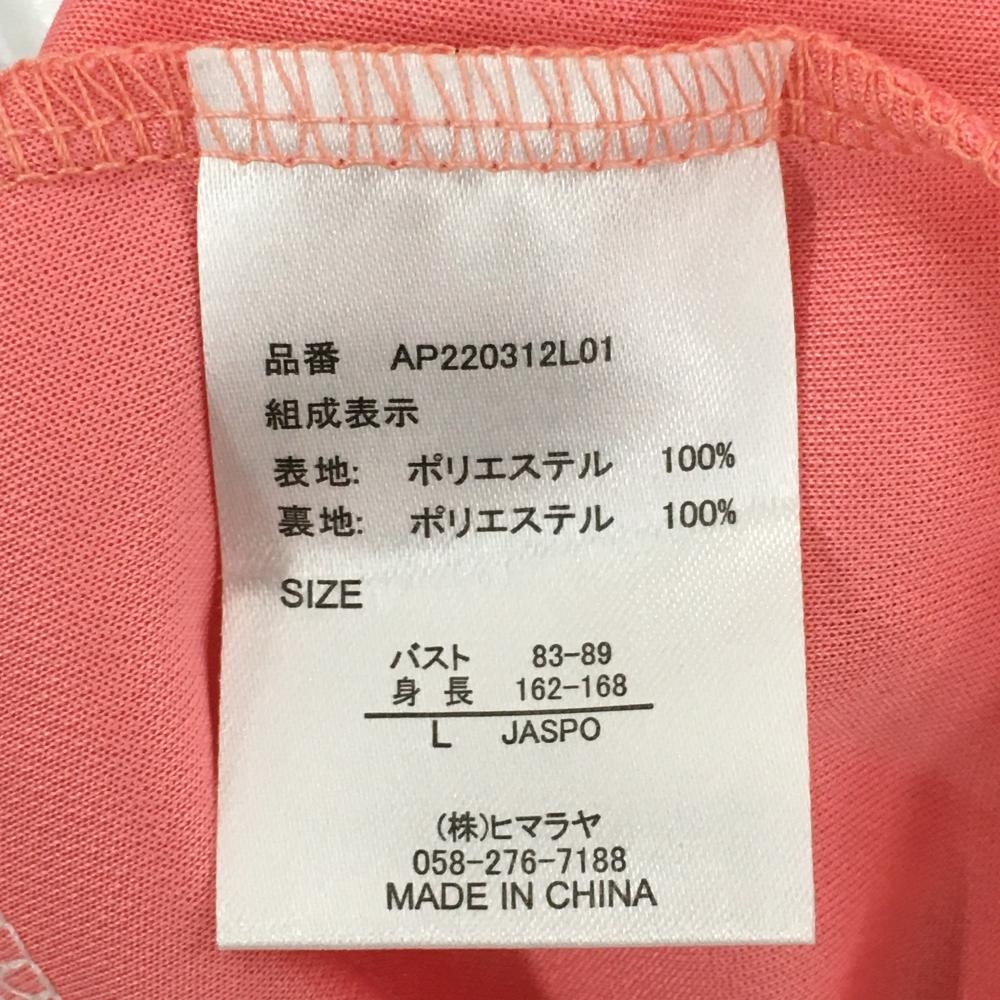 品番 AP220312L01
組成表示
表地: ポリエステル 100%
裏地: ポリエステル 100%
SIZE
バスト 83-89
身長 162-168
L JASPO
(株)ヒマラヤ
058-276-7188
MADE IN CHINA